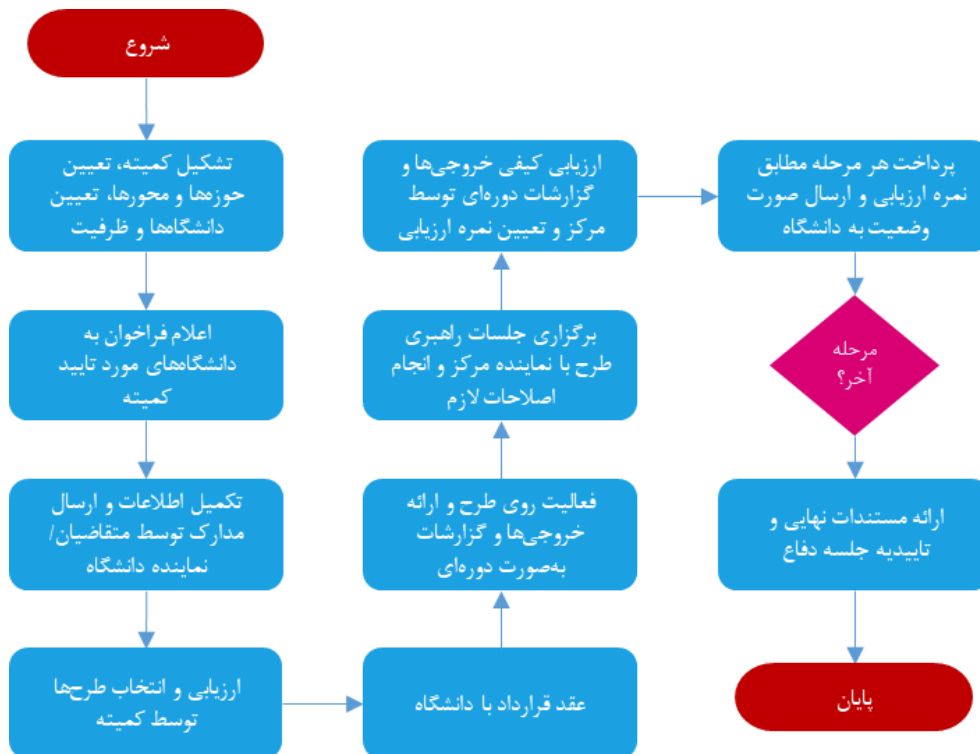 شروع
تشکیل کمیته، تعیین
حوزه‌ها و محورها، تعیین
دانشگاه‌ها و ظرفیت
اعلام فراخوان به
دانشگاه‌های مورد تایید
کمیته
تکمیل اطلاعات و ارسال
مدارک توسط متقاضیان/
نماینده دانشگاه
ارزیابی و انتخاب طرح‌ها
توسط کمیته
عقد قرارداد با دانشگاه
فعالیت روی طرح و ارائه
خروجی‌ها و گزارشات
به‌صورت دوره‌ای
برگزاری جلسات راهبری
طرح با نماینده مرکز و انجام
اصلاحات لازم
ارزیابی کیفی خروجی‌ها و
گزارشات دوره‌ای توسط
مرکز و تعیین نمره ارزیابی
پرداخت هر مرحله مطابق
نمره ارزیابی و ارسال صورت
وضعیت به دانشگاه
مرحله
آخر؟
ارائه مستندات نهایی و
تاییدیه جلسه دفاع
پایان